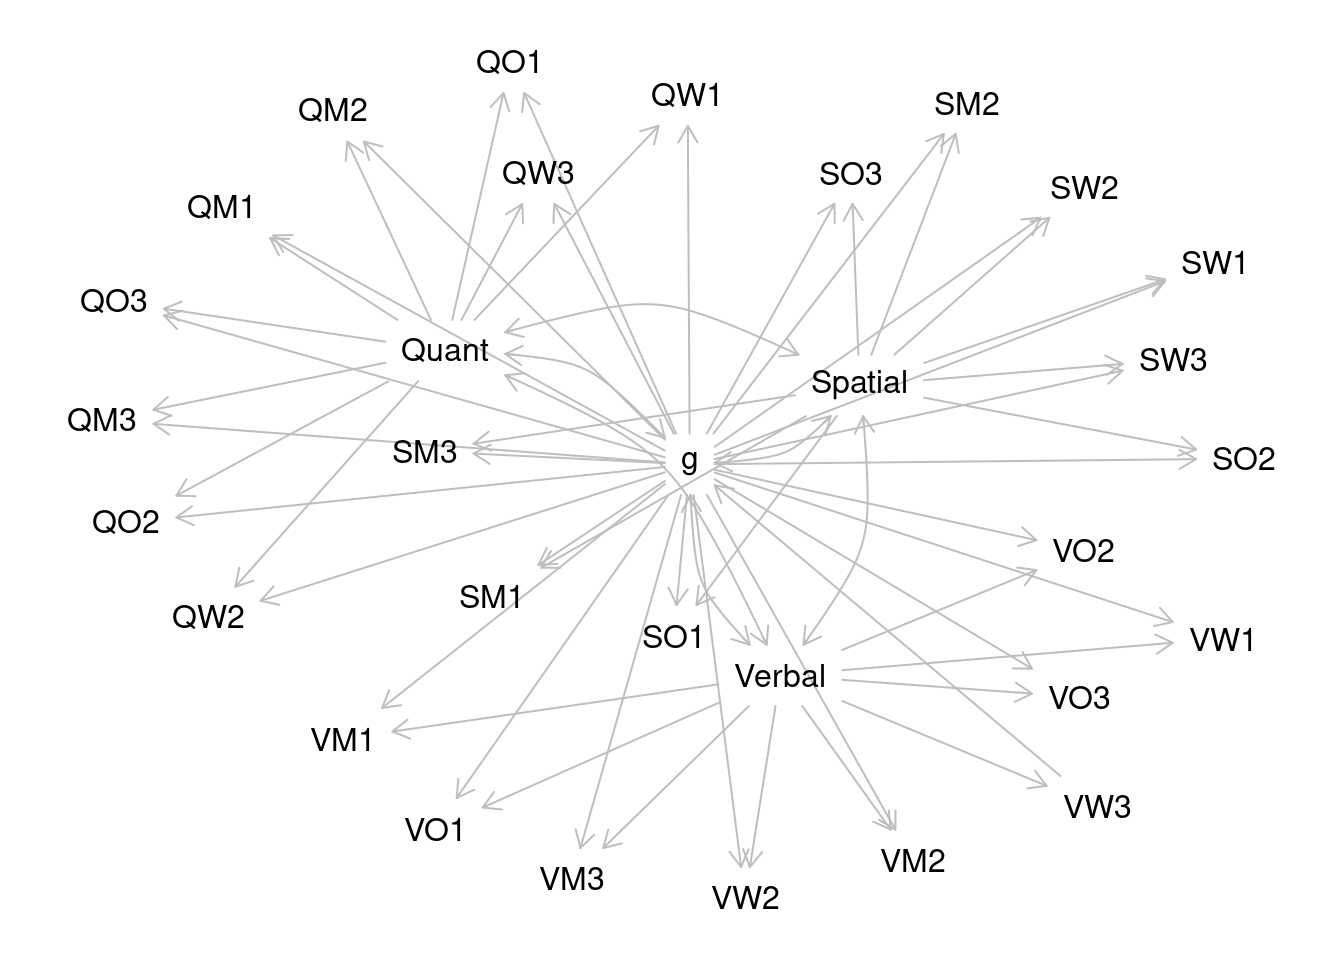 QO1
QW1
SM2
QM2
QW3
SO3
SW2
QM1
SW1
QO3
Quant
SW3
Spatial
QM3
SM3
g
SO2
QO2
VO2
SM1
QW2
SO1
VW1
Verbal
VO3
VM1
VW3
VO1
VM2
VM3
VW2